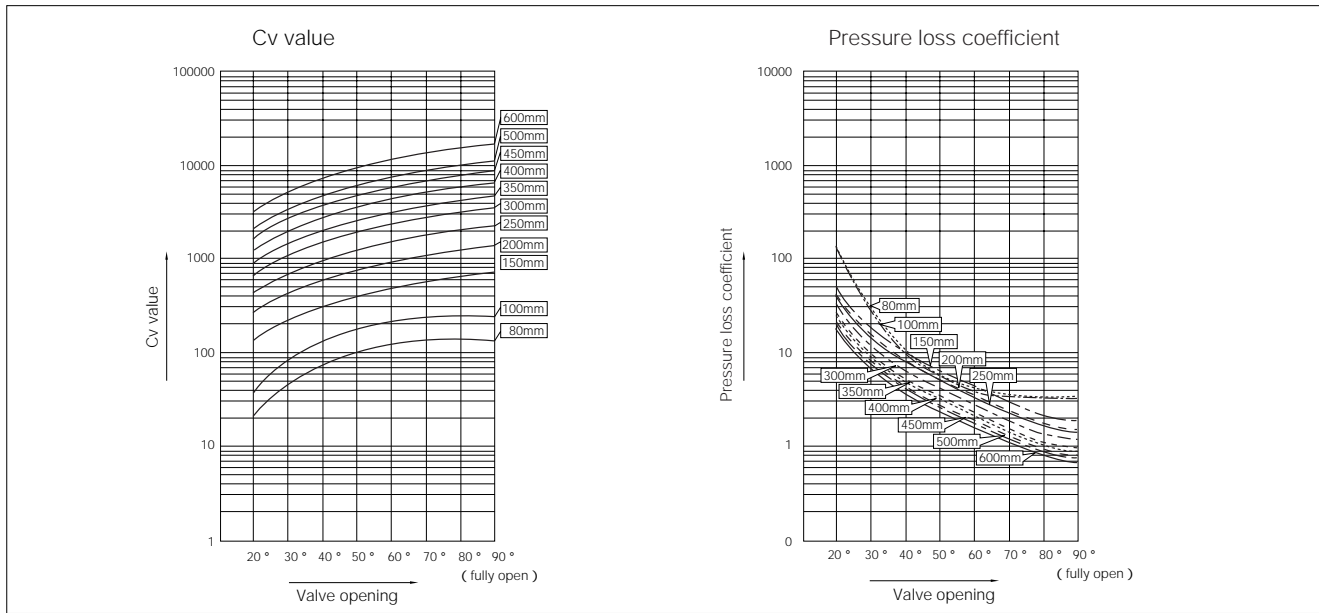 Cv value
100000
10000
1000
100
10
1
Cv value
600mm
500mm
450mm
400mm
350mm
300mm
250mm
200mm
150mm
100mm
80mm
20 ° 30 ° 40 ° 50 ° 60 ° 70 ° 80 ° 90 °
( fully open )
Valve opening
Pressure loss coefficient
10000
1000
100
10
1
0
Pressure loss coefficient
80mm
100mm
150mm
200mm
250mm
300mm
350mm
400mm
450mm
500mm
600mm
20 ° 30 ° 40 ° 50 ° 60 ° 70 ° 80 ° 90 °
( fully open )
Valve opening